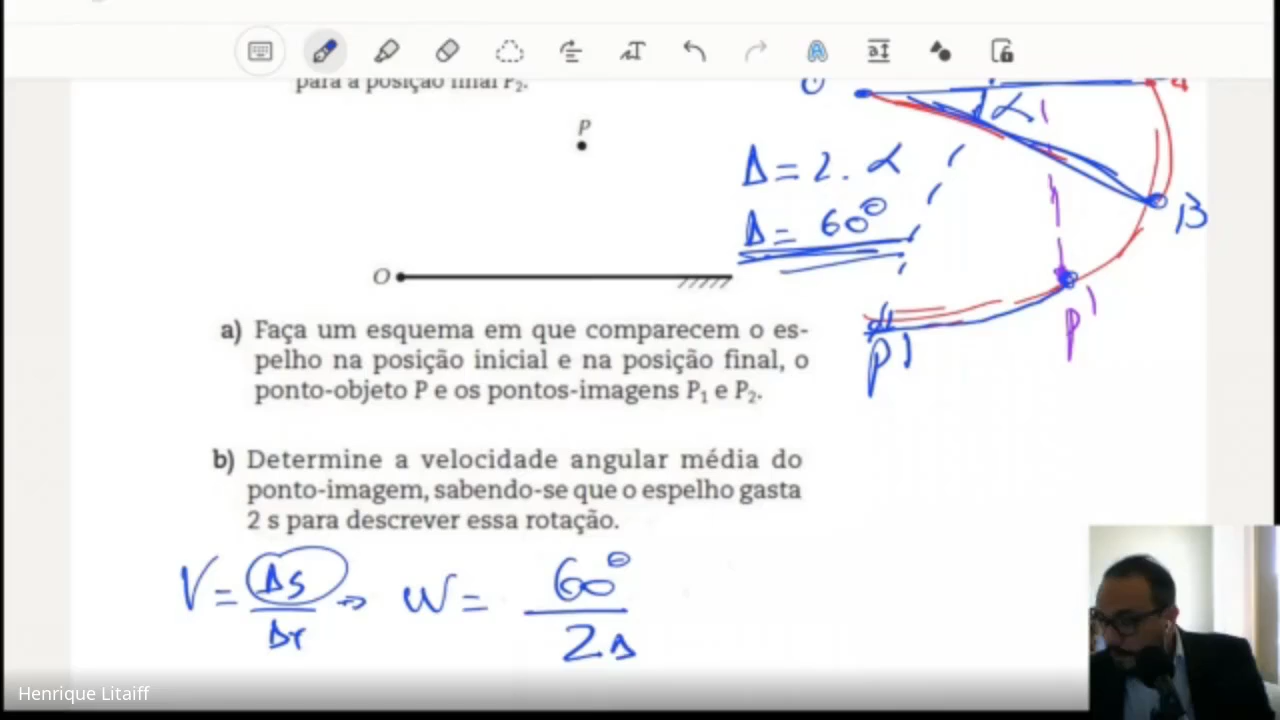 para a posição final P₂.
P
O
a) Faça um esquema em que comparecem o es-
pelho na posição inicial e na posição final, o
ponto-objeto P e os pontos-imagens P₁ e P₂.
b) Determine a velocidade angular média do
ponto-imagem, sabendo-se que o espelho gasta
2 s para descrever essa rotação.
V = Δs/Δt → W = 60°/2s
α
Δ = 2. α
Δ = 60°
B
P'
P'
Henrique Litaiff